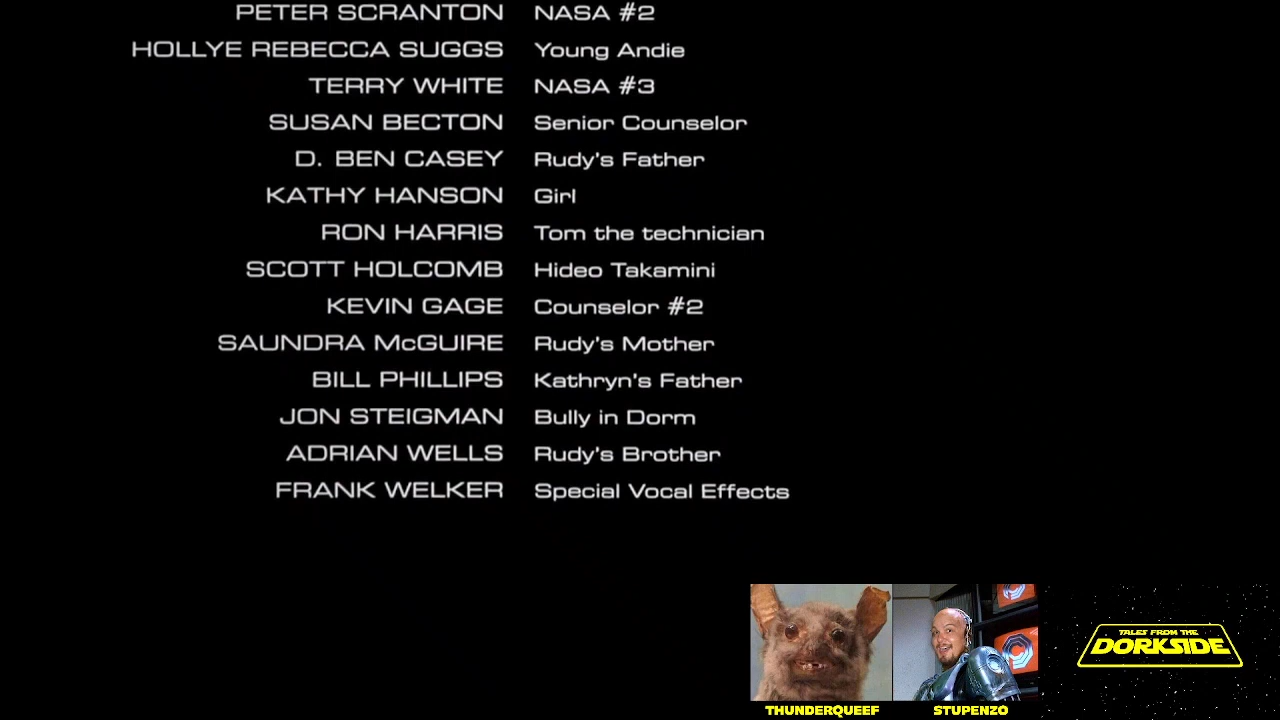 PETER SCRANTON NASA #2
HOLLYE REBECCA SUGGS Young Andie
TERRY WHITE NASA #3
SUSAN BECTON Senior Counselor
D. BEN CASEY Rudy's Father
KATHY HANSON Girl
RON HARRIS Tom the technician
SCOTT HOLCOMB Hideo Takamini
KEVIN GAGE Counselor #2
SAUNDRA McGUIRE Rudy's Mother
BILL PHILLIPS Kathryn's Father
JON STEIGMAN Bully in Dorm
ADRIAN WELLS Rudy's Brother
FRANK WELKER Special Vocal Effects
TALES FROM THE
DORKSIDE
THUNDERQUEEF STUPENZO